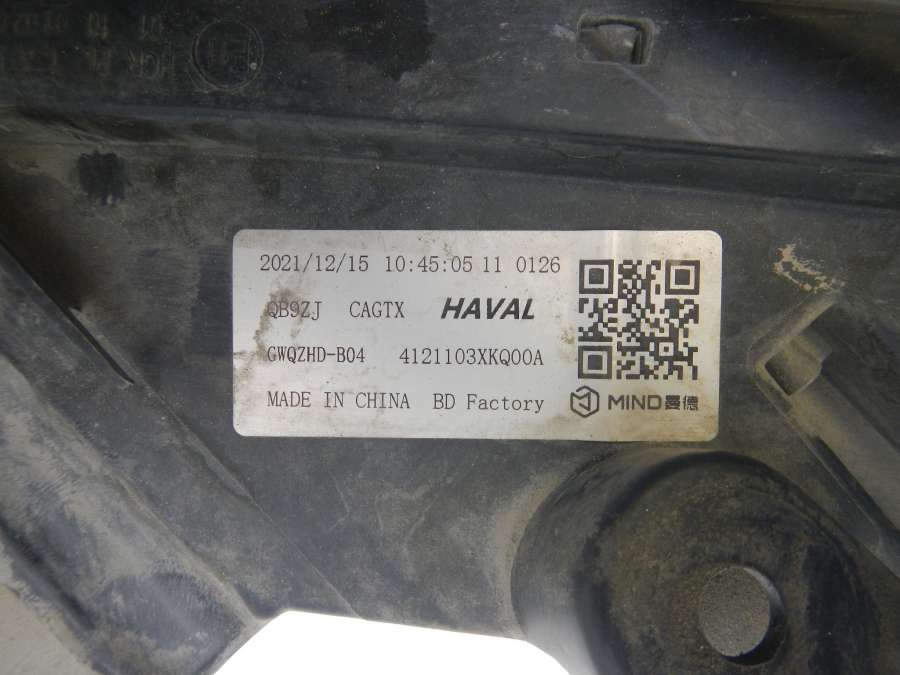 2021/12/15 10:45:05 11 0126
QB9ZJ CAGTX HAVAL
GWQZHD-B04 4121103XKQ00A
MADE IN CHINA BD Factory MIND曼德